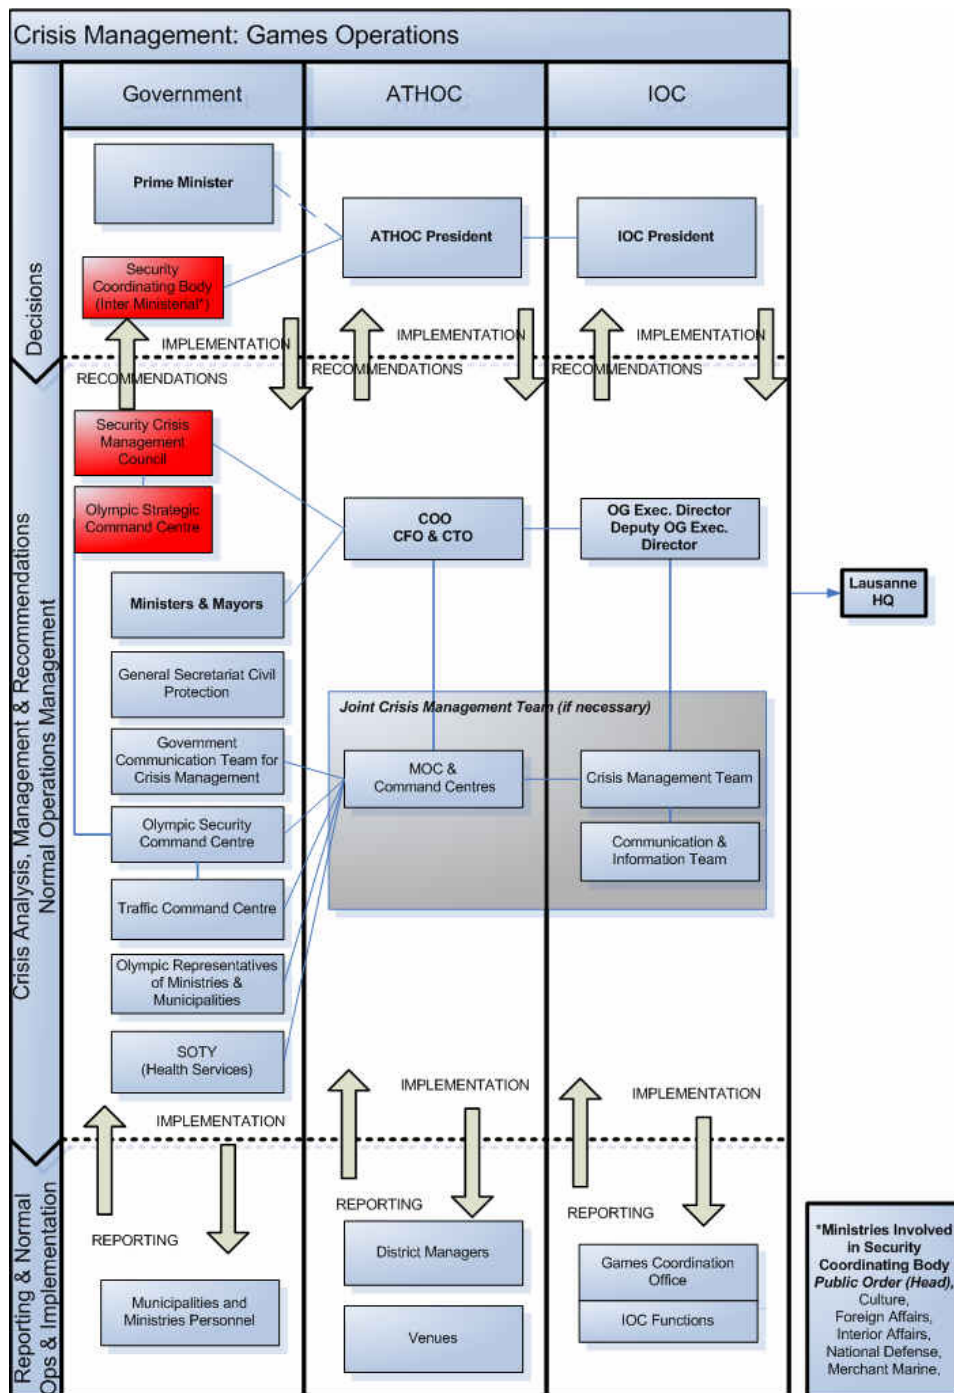 Crisis Management: Games Operations
Government
ATHOC
IOC
Decisions
Prime Minister
ATHOC President
IOC President
Security
Coordinating Body
(Inter Ministerial*)
IMPLEMENTATION
RECOMMENDATIONS
IMPLEMENTATION
RECOMMENDATIONS
IMPLEMENTATION
RECOMMENDATIONS
Crisis Analysis, Management & Recommendations
Normal Operations Management
Security Crisis
Management
Council
Olympic Strategic
Command Centre
COO
CFO & CTO
OG Exec. Director
Deputy OG Exec.
Director
Lausanne
HQ
Ministers & Mayors
General Secretariat Civil
Protection
Joint Crisis Management Team (if necessary)
Government
Communication Team for
Crisis Management
MOC &
Command Centres
Crisis Management Team
Olympic Security
Command Centre
Communication &
Information Team
Traffic Command Centre
Olympic Representatives
of Ministries &
Municipalities
SOTY
(Health Services)
IMPLEMENTATION
IMPLEMENTATION
IMPLEMENTATION
Reporting & Normal
Ops & Implementation
REPORTING
REPORTING
REPORTING
Municipalities and
Ministries Personnel
District Managers
Venues
Games Coordination
Office
IOC Functions
*Ministries Involved
in Security
Coordinating Body
Public Order (Head),
Culture,
Foreign Affairs,
Interior Affairs,
National Defense,
Merchant Marine,